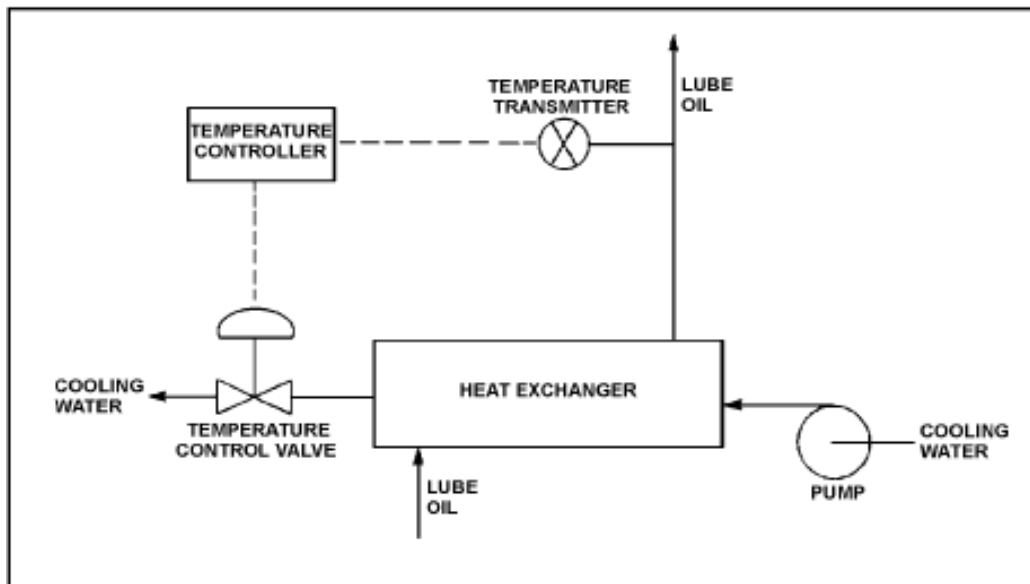 LUBE
OIL
TEMPERATURE
TRANSMITTER
TEMPERATURE
CONTROLLER
COOLING
WATER
HEAT EXCHANGER
TEMPERATURE
CONTROL VALVE
COOLING
WATER
PUMP
LUBE
OIL